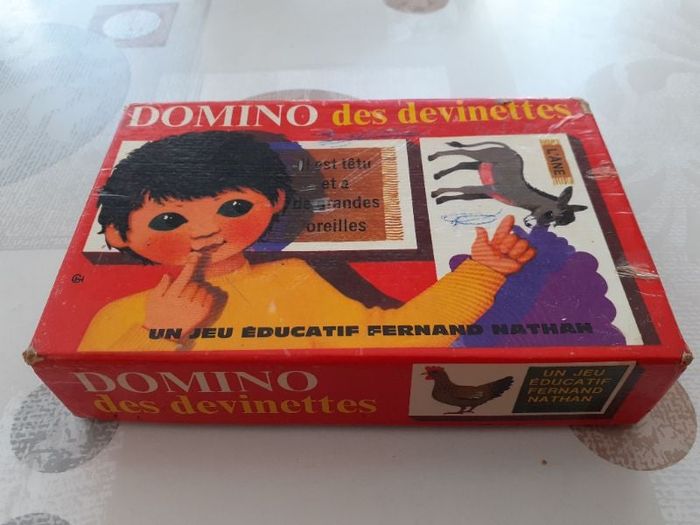 DOMINO des devinettes
Il est têtu
et a
de grandes
oreilles
L'ANE
UN JEU ÉDUCATIF FERNAND NATHAN
DOMINO
des devinettes
UN JEU
ÉDUCATIF
FERNAND
NATHAN